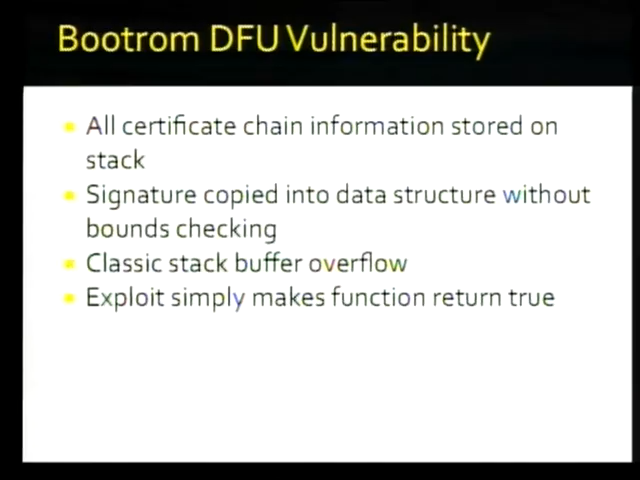 Bootrom DFU Vulnerability
All certificate chain information stored on
stack
Signature copied into data structure without
bounds checking
Classic stack buffer overflow
Exploit simply makes function return true